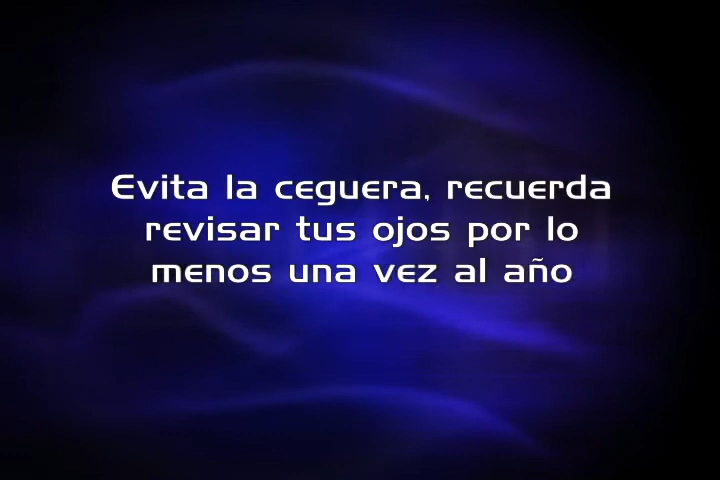 Evita la ceguera, recuerda
revisar tus ojos por lo
menos una vez al año